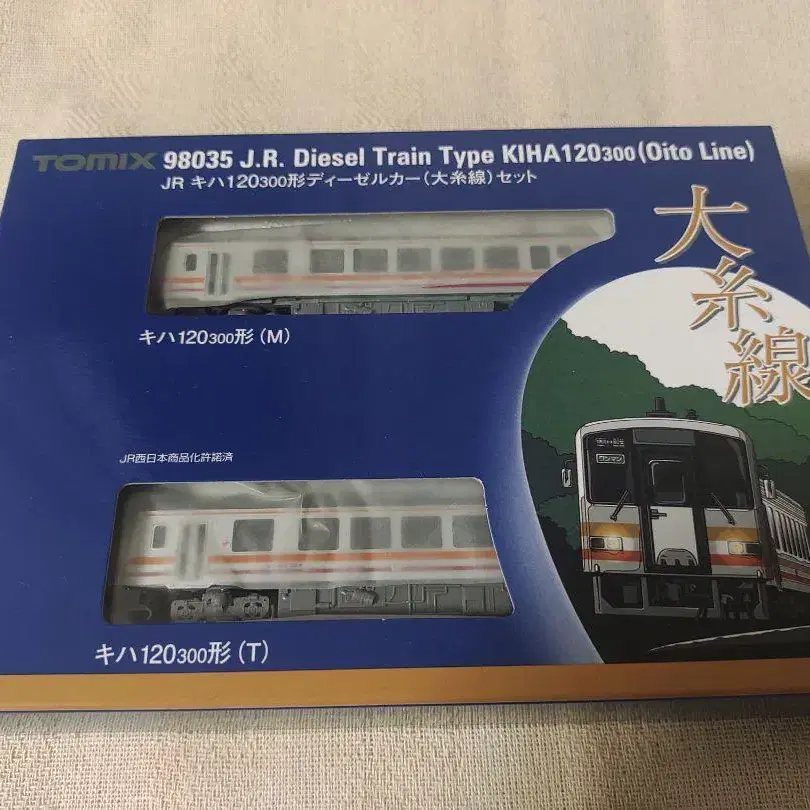 TOMIX 98035 J.R. Diesel Train Type KIHA120300(Oito Line)
JR キハ120300形ディーゼルカー(大糸線)セット
大糸線
キハ120300形(M)
JR西日本商品化許諾済
ワンマン
キハ120300形(T)